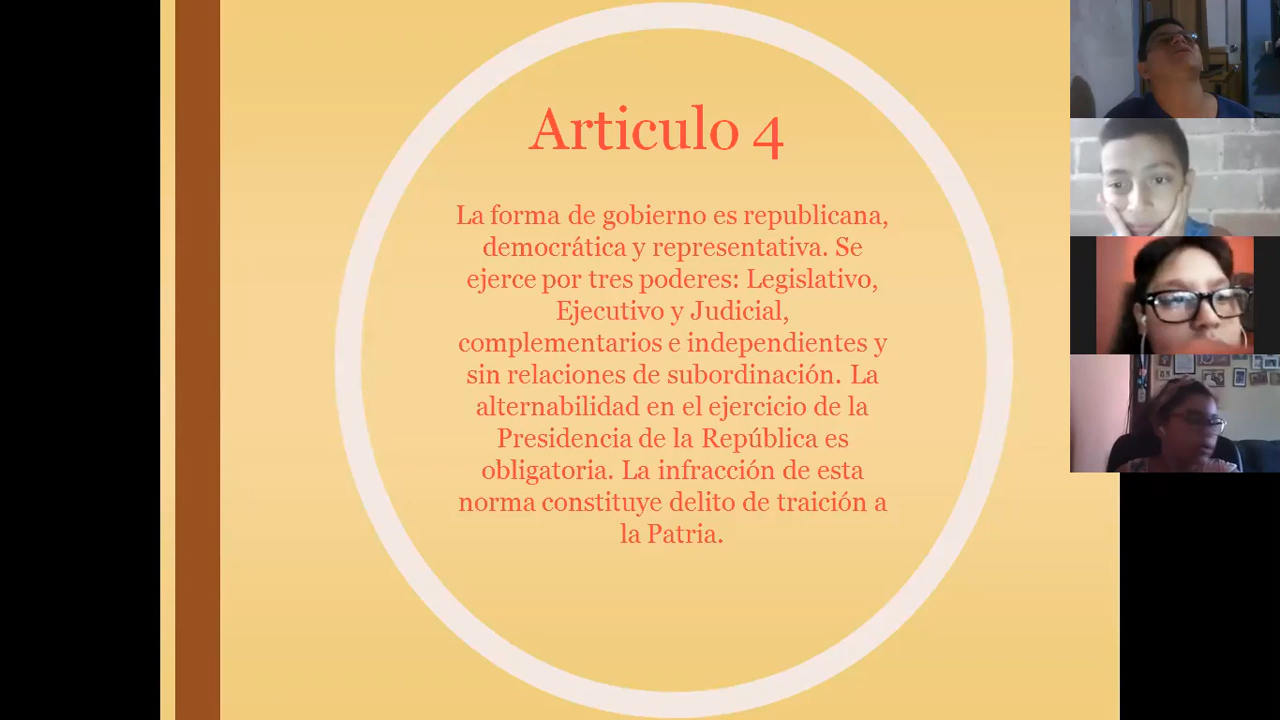 Articulo 4
La forma de gobierno es republicana,
democrática y representativa. Se
ejerce por tres poderes: Legislativo,
Ejecutivo y Judicial,
complementarios e independientes y
sin relaciones de subordinación. La
alternabilidad en el ejercicio de la
Presidencia de la República es
obligatoria. La infracción de esta
norma constituye delito de traición a
la Patria.